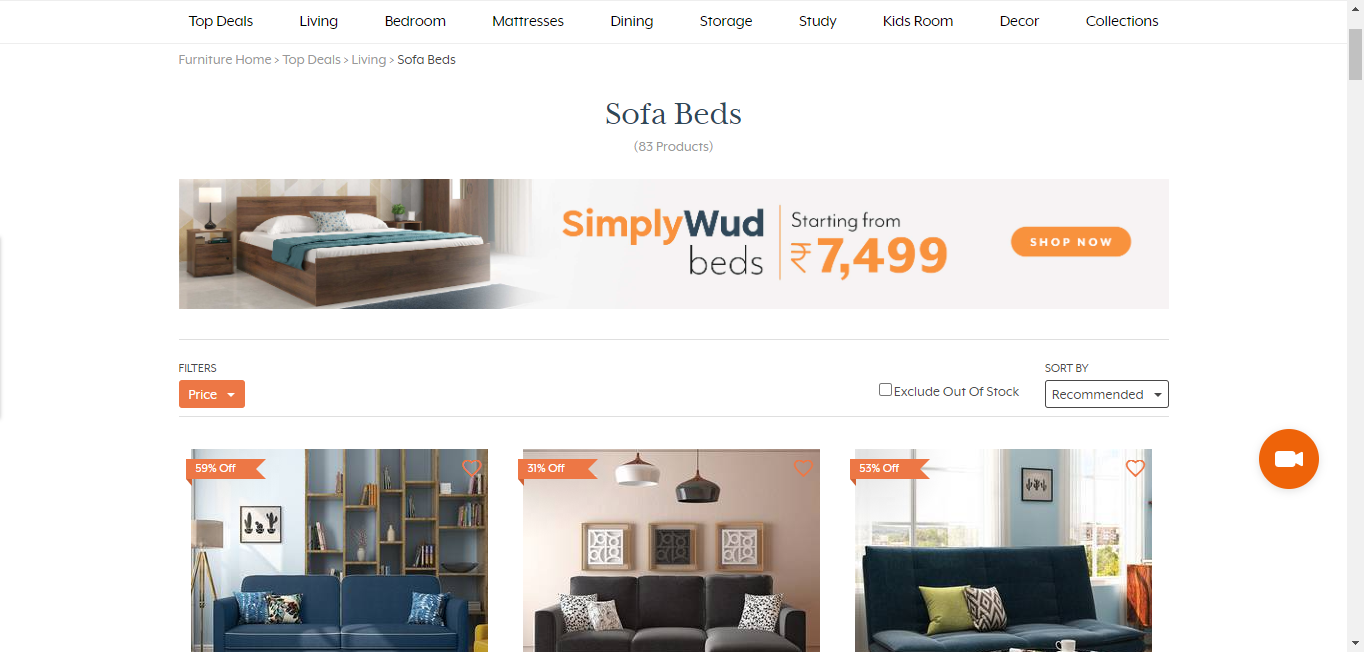 Top Deals Living Bedroom Mattresses Dining Storage Study Kids Room Decor Collections
Furniture Home > Top Deals > Living > Sofa Beds
Sofa Beds
(83 Products)
SimplyWud
beds
Starting from
₹7,499
SHOP NOW
FILTERS
Price
Exclude Out Of Stock
SORT BY
Recommended
59% Off
31% Off
53% Off